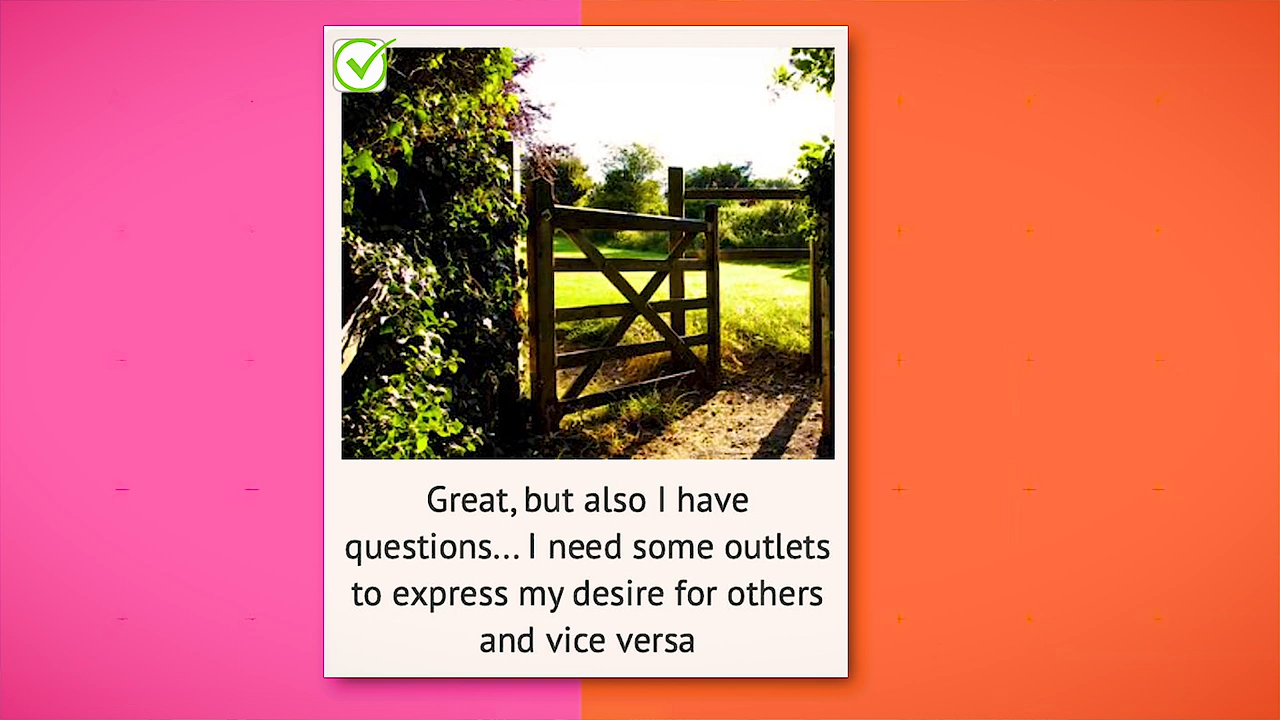 Great, but also I have
questions... I need some outlets
to express my desire for others
and vice versa